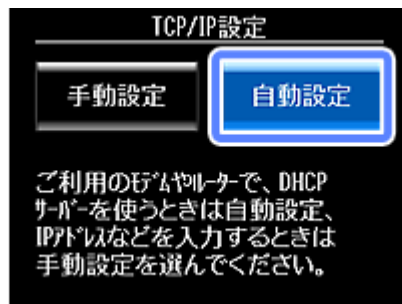 TCP/IP設定
手動設定
自動設定
ご利用のﾓﾃﾞﾑやﾙｰﾀｰで、DHCP
ｻｰﾊﾞｰを使うときは自動設定、
IPｱﾄﾞﾚｽなどを入力するときは
手動設定を選んでください。